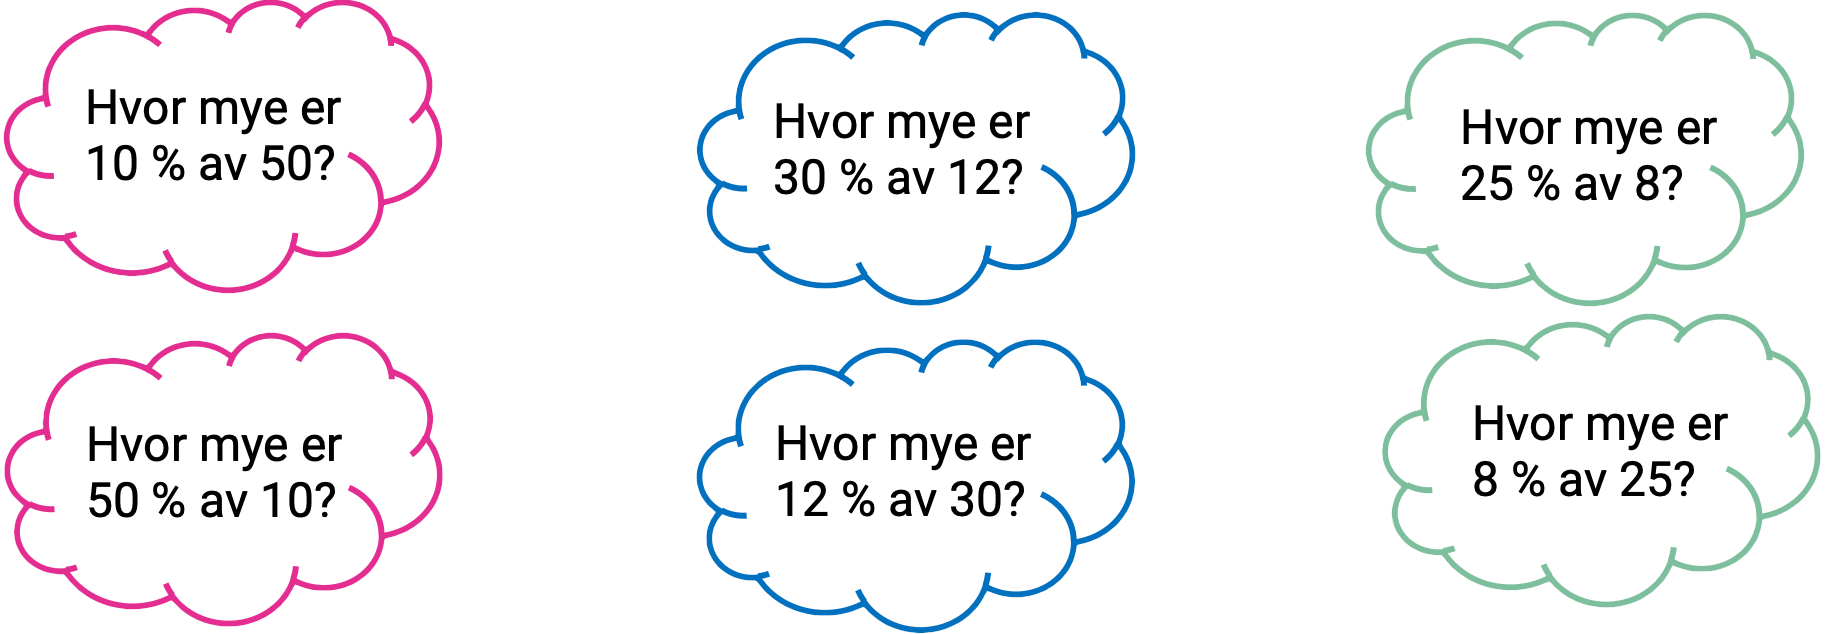 Hvor mye er
10 % av 50?
Hvor mye er
30 % av 12?
Hvor mye er
25 % av 8?
Hvor mye er
50 % av 10?
Hvor mye er
12 % av 30?
Hvor mye er
8 % av 25?